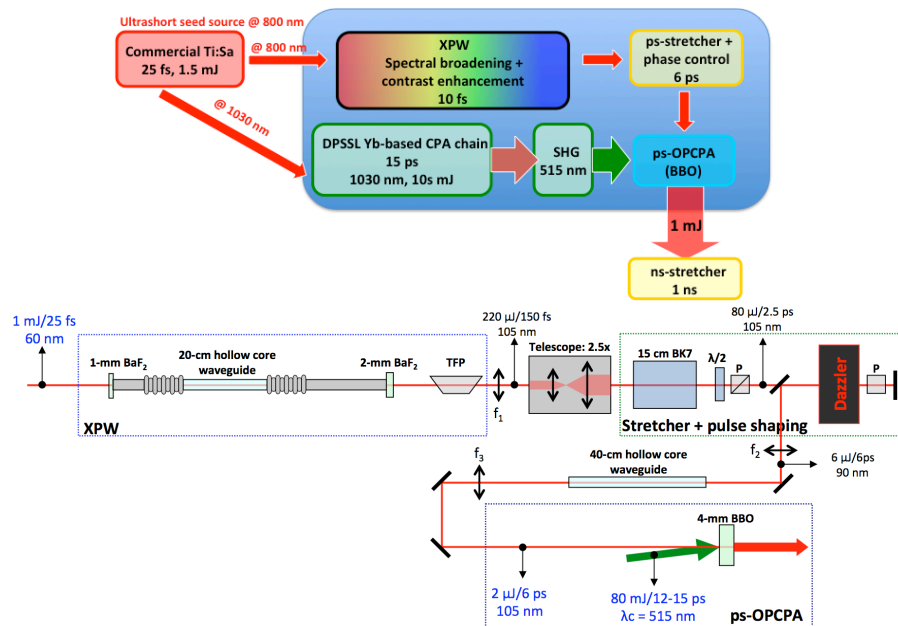 Ultrashort seed source @ 800 nm
Commercial Ti:Sa
25 fs, 1.5 mJ
@ 800 nm
@ 1030 nm
XPW
Spectral broadening +
contrast enhancement
10 fs
ps-stretcher +
phase control
6 ps
DPSSL Yb-based CPA chain
15 ps
1030 nm, 10s mJ
SHG
515 nm
ps-OPCPA
(BBO)
1 mJ
ns-stretcher
1 ns
1 mJ/25 fs
60 nm
1-mm BaF2
20-cm hollow core
waveguide
2-mm BaF2
TFP
220 µJ/150 fs
105 nm
f1
Telescope: 2.5x
15 cm BK7
λ/2
P
80 µJ/2.5 ps
105 nm
Dazzler
P
XPW
Stretcher + pulse shaping
f2
6 µJ/6ps
90 nm
f3
40-cm hollow core
waveguide
4-mm BBO
2 µJ/6 ps
105 nm
80 mJ/12-15 ps
λc = 515 nm
ps-OPCPA